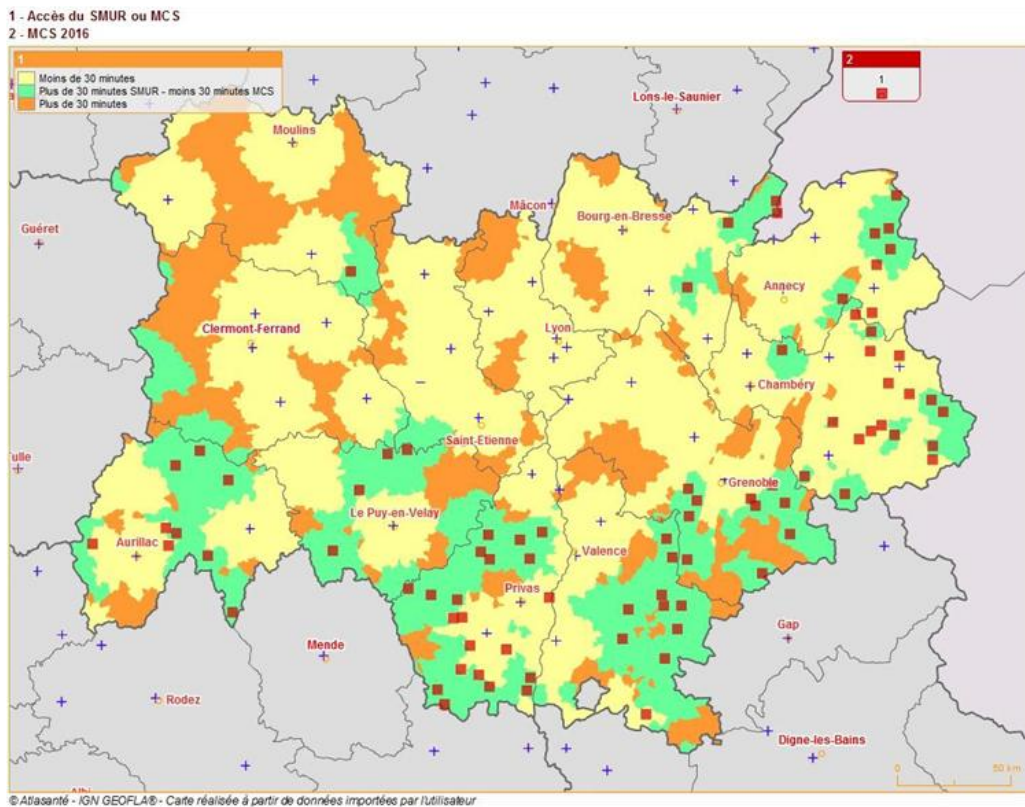 1 - Accès du SMUR ou MCS
2 - MCS 2016
1
Moins de 30 minutes
Plus de 30 minutes SMUR - moins 30 minutes MCS
Plus de 30 minutes
2
1
Lons-le-Saunier
Moulins
Mâcon
Bourg-en-Bresse
Guéret
Annecy
Clermont-Ferrand
Lyon
Chambéry
Saint-Etienne
Tulle
Grenoble
Le Puy-en-Velay
Aurillac
Valence
Privas
Gap
Mende
Rodez
Digne-les-Bains
0
50 km
© Atlasanté - IGN GEOFLA® - Carte réalisée à partir de données importées par l'utilisateur